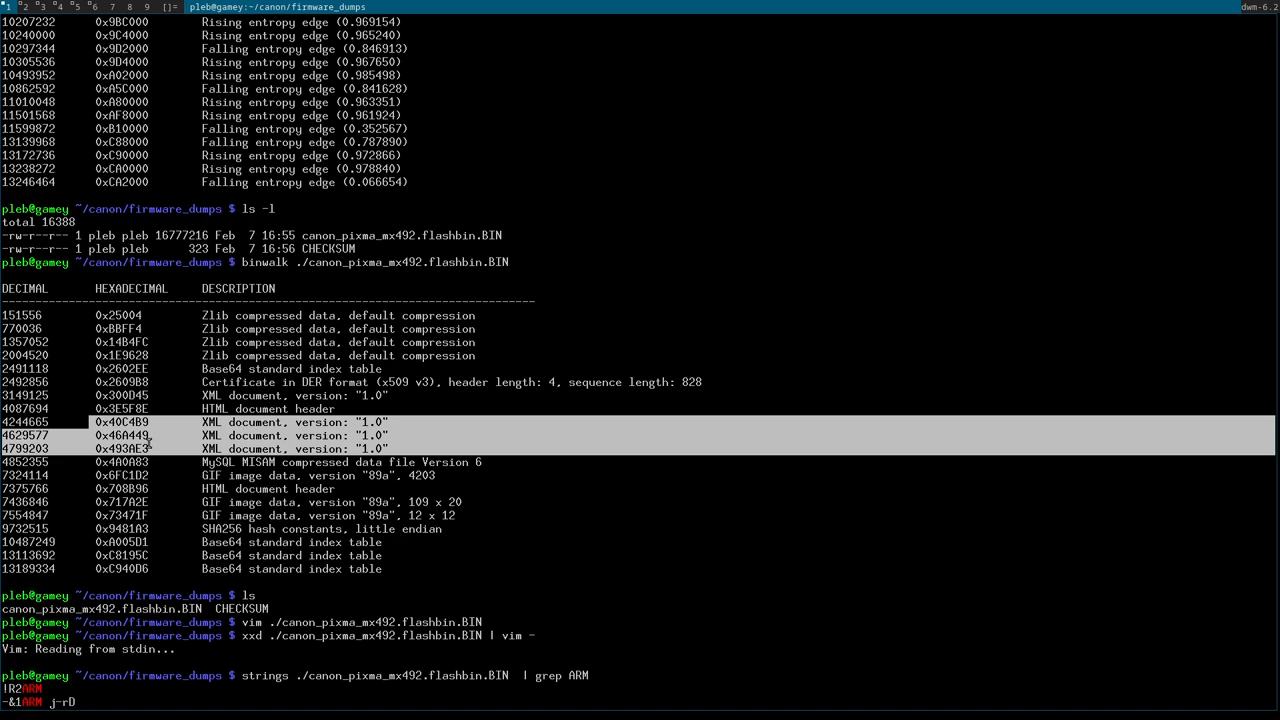 1 2 3 4 5 6 7 8 9 []= pleb@gamey:~/canon/firmware_dumps dwm-6.2
10207232 0x9BC000 Rising entropy edge (0.969154)
10240000 0x9C4000 Rising entropy edge (0.965240)
10297344 0x9D2000 Falling entropy edge (0.846913)
10305536 0x9D4000 Rising entropy edge (0.967650)
10493952 0xA02000 Rising entropy edge (0.985498)
10862592 0xA5C000 Falling entropy edge (0.841628)
11010048 0xA80000 Rising entropy edge (0.963351)
11501568 0xAF8000 Rising entropy edge (0.961924)
11599872 0xB10000 Falling entropy edge (0.352567)
13139968 0xC88000 Falling entropy edge (0.787890)
13172736 0xC90000 Rising entropy edge (0.972866)
13238272 0xCA0000 Rising entropy edge (0.978840)
13246464 0xCA2000 Falling entropy edge (0.066654)
pleb@gamey ~/canon/firmware_dumps $ ls -l
total 16388
-rw-r--r-- 1 pleb pleb 16777216 Feb 7 16:55 canon_pixma_mx492.flashbin.BIN
-rw-r--r-- 1 pleb pleb 323 Feb 7 16:56 CHECKSUM
pleb@gamey ~/canon/firmware_dumps $ binwalk ./canon_pixma_mx492.flashbin.BIN
DECIMAL HEXADECIMAL DESCRIPTION
--------------------------------------------------------------------------------
151556 0x25004 Zlib compressed data, default compression
770036 0xBBFF4 Zlib compressed data, default compression
1357052 0x14B4FC Zlib compressed data, default compression
2004520 0x1E9628 Zlib compressed data, default compression
2491118 0x2602EE Base64 standard index table
2492856 0x2609B8 Certificate in DER format (x509 v3), header length: 4, sequence length: 828
3149125 0x300D45 XML document, version: "1.0"
4087694 0x3E5F8E HTML document header
4244665 0x40C4B9 XML document, version: "1.0"
4629577 0x46A449 XML document, version: "1.0"
4799203 0x493AE3 XML document, version: "1.0"
4852355 0x4A0A83 MySQL MISAM compressed data file Version 6
7324114 0x6FC1D2 GIF image data, version "89a", 4203
7375766 0x708B96 HTML document header
7436846 0x717A2E GIF image data, version "89a", 109 x 20
7554847 0x73471F GIF image data, version "89a", 12 x 12
9732515 0x9481A3 SHA256 hash constants, little endian
10487249 0xA005D1 Base64 standard index table
13113692 0xC8195C Base64 standard index table
13189334 0xC940D6 Base64 standard index table
pleb@gamey ~/canon/firmware_dumps $ ls
canon_pixma_mx492.flashbin.BIN CHECKSUM
pleb@gamey ~/canon/firmware_dumps $ vim ./canon_pixma_mx492.flashbin.BIN
pleb@gamey ~/canon/firmware_dumps $ xxd ./canon_pixma_mx492.flashbin.BIN | vim -
Vim: Reading from stdin...
pleb@gamey ~/canon/firmware_dumps $ strings ./canon_pixma_mx492.flashbin.BIN | grep ARM
!R2ARM
-&1ARM j-rD